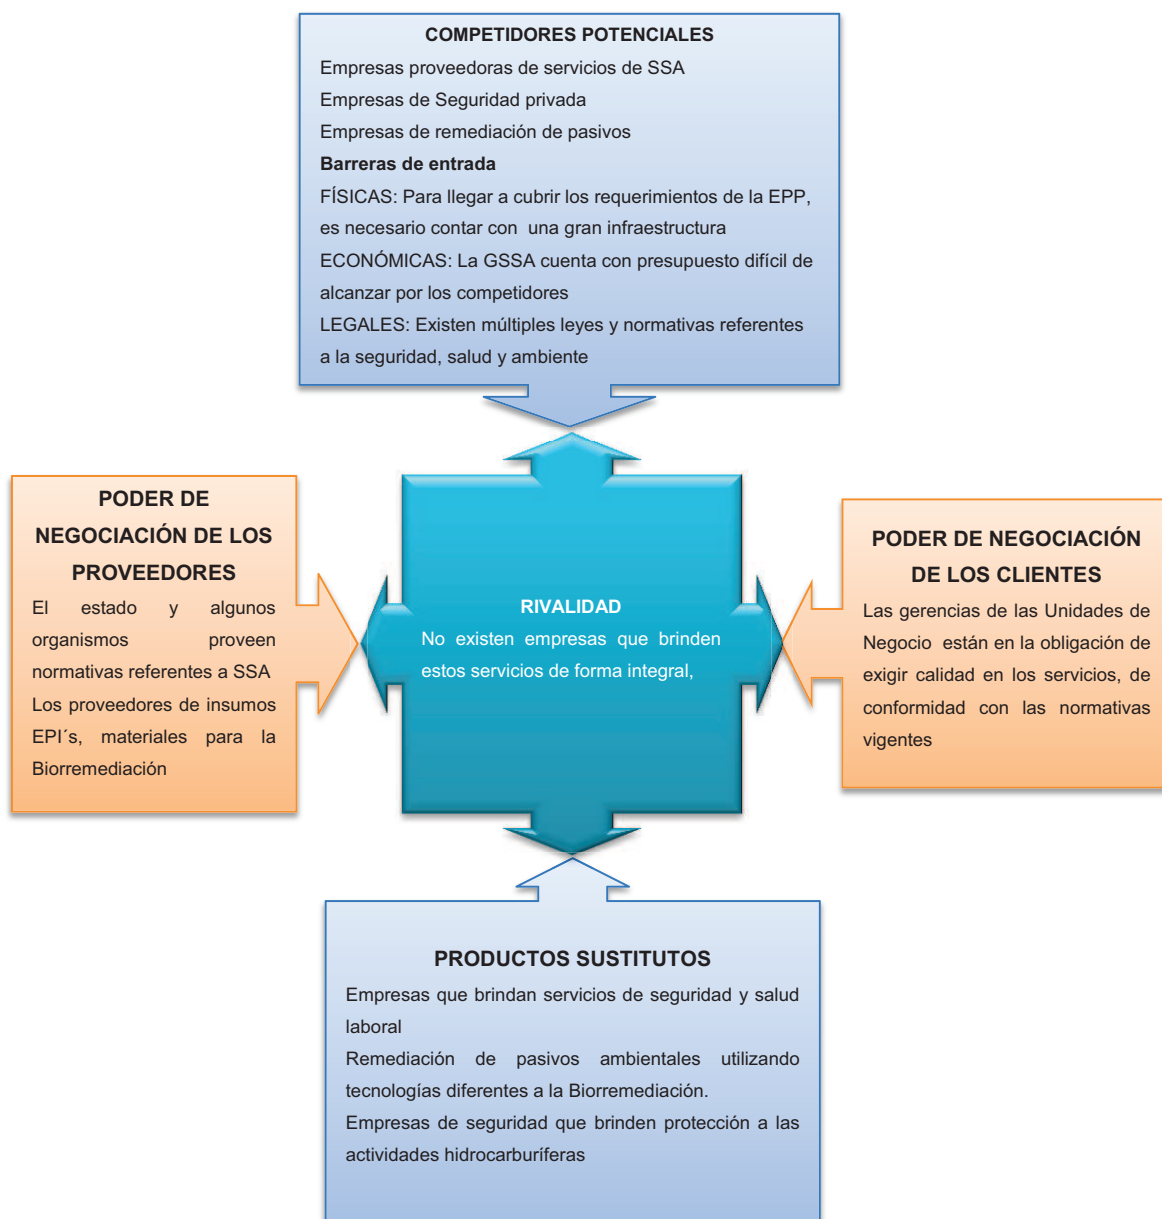 COMPETIDORES POTENCIALES
Empresas proveedoras de servicios de SSA
Empresas de Seguridad privada
Empresas de remediación de pasivos
Barreras de entrada
FÍSICAS: Para llegar a cubrir los requerimientos de la EPP,
es necesario contar con una gran infraestructura
ECONÓMICAS: La GSSA cuenta con presupuesto difícil de
alcanzar por los competidores
LEGALES: Existen múltiples leyes y normativas referentes
a la seguridad, salud y ambiente
PODER DE
NEGOCIACIÓN DE LOS
PROVEEDORES
El estado y algunos
organismos proveen
normativas referentes a SSA
Los proveedores de insumos
EPI´s, materiales para la
Biorremediación
RIVALIDAD
No existen empresas que brinden
estos servicios de forma integral,
PODER DE NEGOCIACIÓN
DE LOS CLIENTES
Las gerencias de las Unidades de
Negocio están en la obligación de
exigir calidad en los servicios, de
conformidad con las normativas
vigentes
PRODUCTOS SUSTITUTOS
Empresas que brindan servicios de seguridad y salud
laboral
Remediación de pasivos ambientales utilizando
tecnologías diferentes a la Biorremediación.
Empresas de seguridad que brinden protección a las
actividades hidrocarburíferas